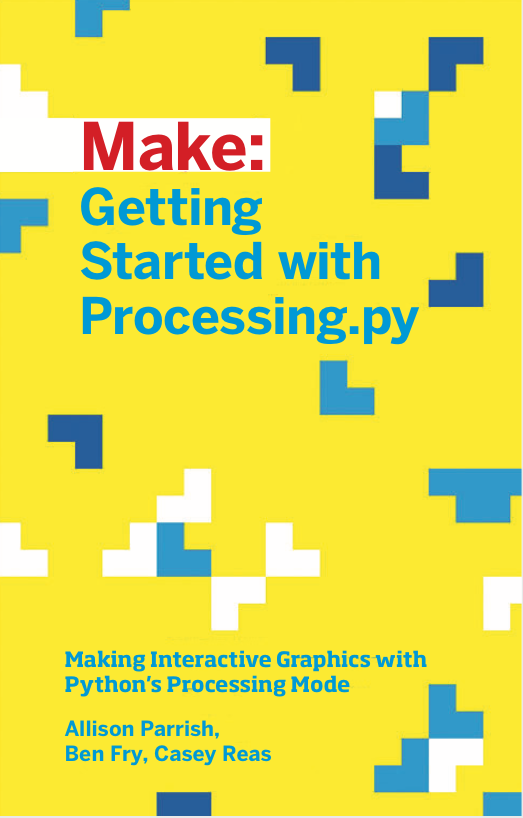 Make:
Getting
Started with
Processing.py
Making Interactive Graphics with
Python's Processing Mode
Allison Parrish,
Ben Fry, Casey Reas